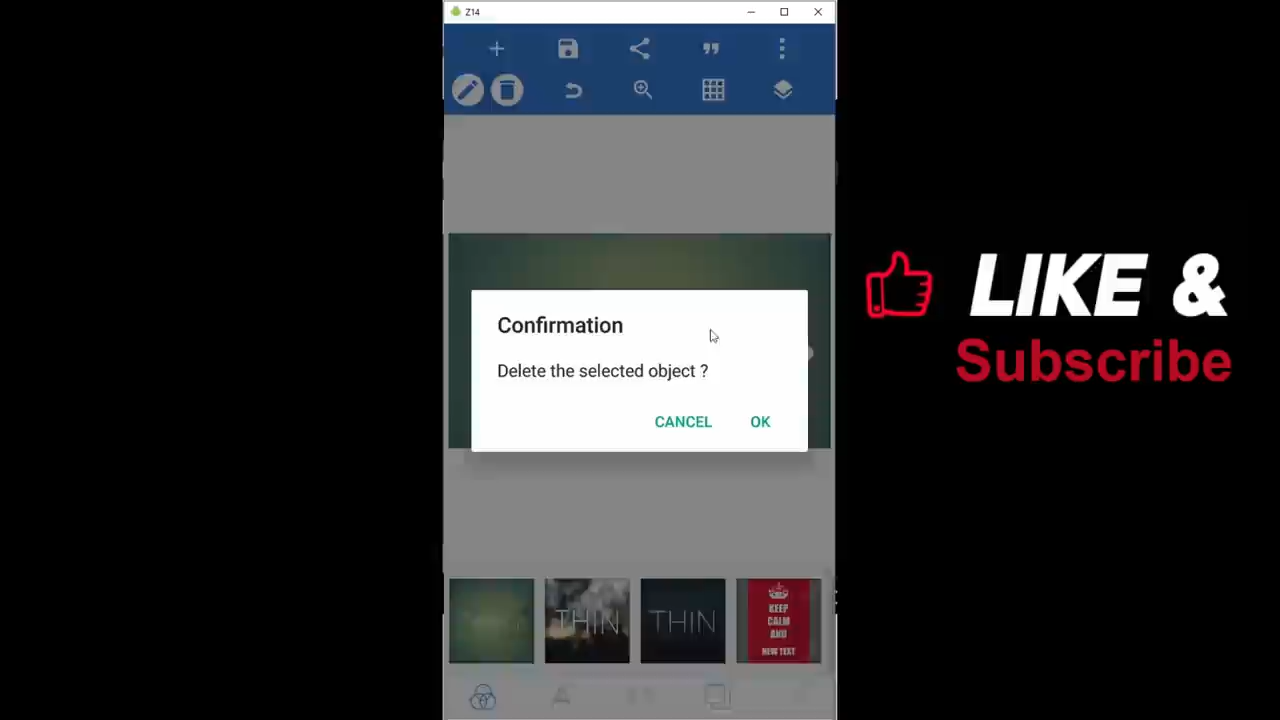 Z14
Confirmation
Delete the selected object ?
CANCEL OK
LIKE &
Subscribe
THIN
THIN
KEEP
CALM
AND
NEW TEXT